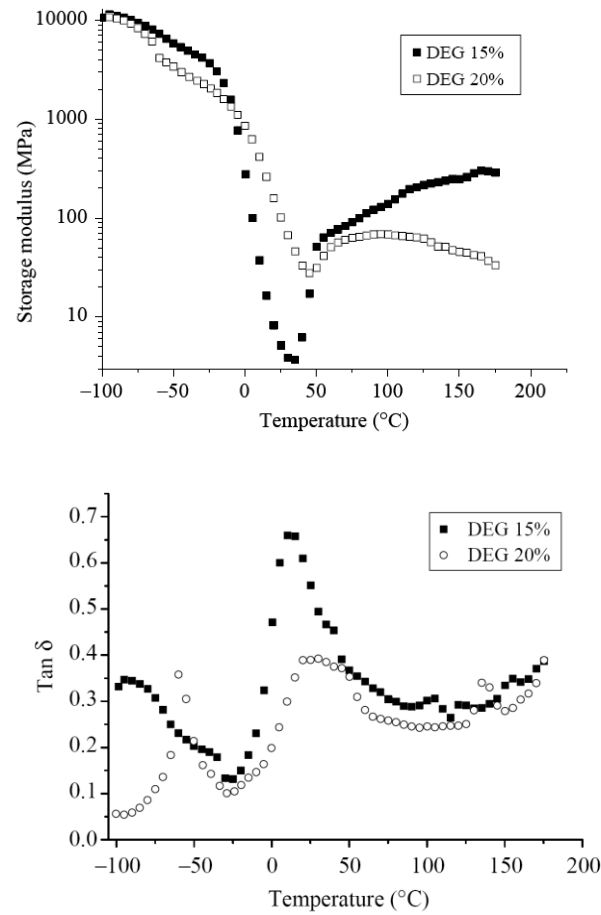 DEG 15%
DEG 20%
1000
100
10
Storage modulus (MPa)
−100 −50 0 50 100 150 200
Temperature (°C)
DEG 15%
DEG 20%
0.7
0.6
0.5
0.4
0.3
0.2
0.1
0.0
Tan δ
−100 −50 0 50 100 150 200
Temperature (°C)